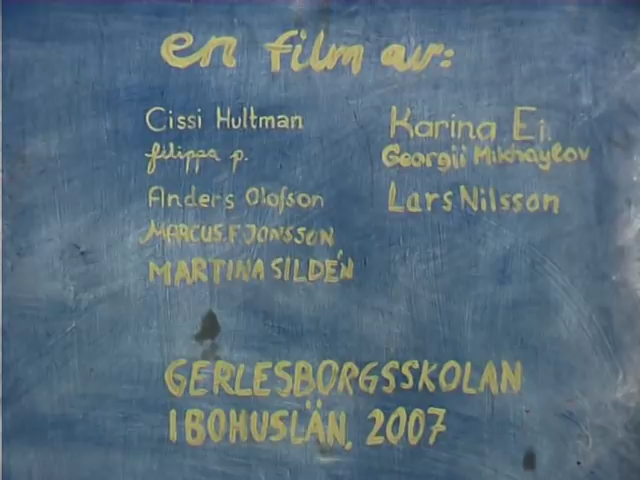 en film av:
Cissi Hultman
filippa p.
Anders Olofson
MARCUS.F JONSSON
MARTINA SILDÉN
Karina Ej.
Georgii Mikhaylov
Lars Nilsson
GERLESBORGSSKOLAN
I BOHUSLÄN, 2007